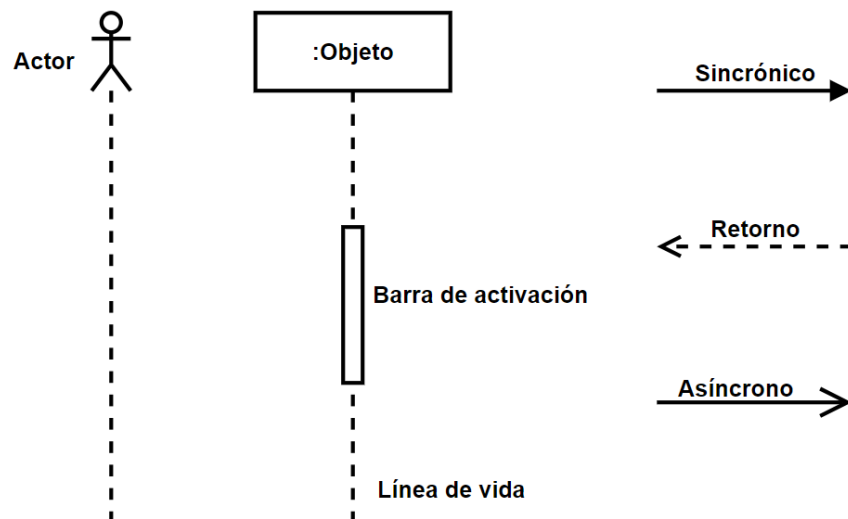 Actor
:Objeto
Sincrónico
Retorno
Barra de activación
Asíncrono
Línea de vida